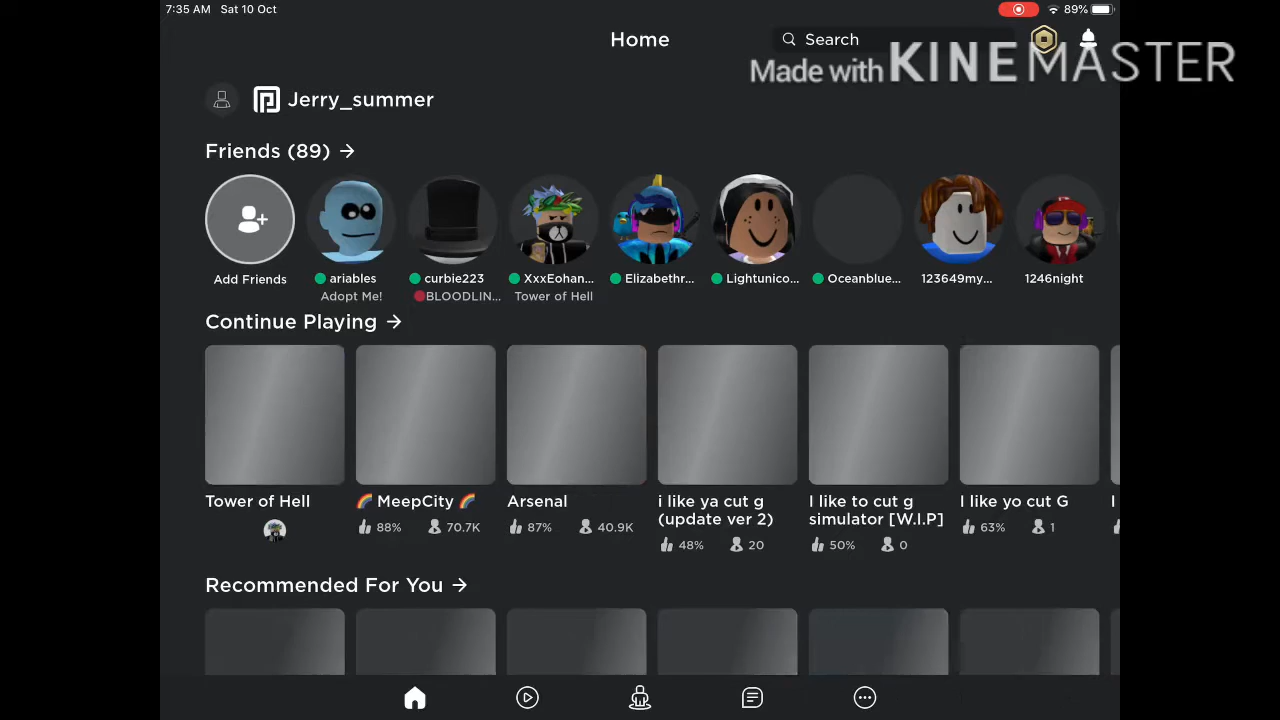 7:35 AM Sat 10 Oct 89%
Home
Search
Made with KINEMASTER
Jerry_summer
Friends (89) →
Add Friends
ariables
Adopt Me!
curbie223
BLOODLIN...
XxxEohan...
Tower of Hell
Elizabethr...
Lightunico...
Oceanblue...
123649my...
1246night
Continue Playing →
Tower of Hell
🌈 MeepCity 🌈
88% 70.7K
Arsenal
87% 40.9K
i like ya cut g
(update ver 2)
48% 20
I like to cut g
simulator [W.I.P]
50% 0
I like yo cut G
63% 1
I
Recommended For You →